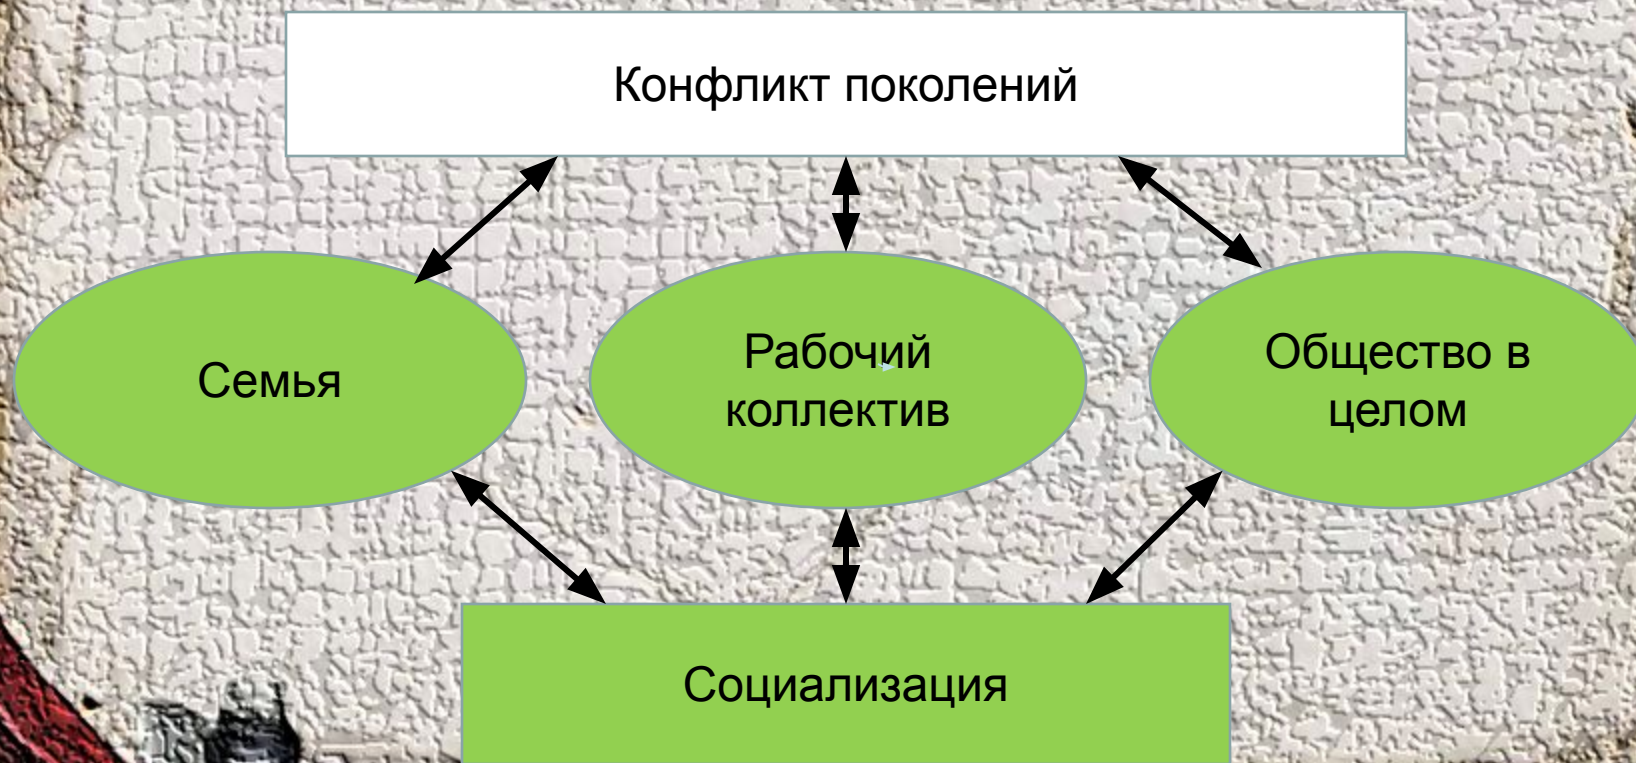 Конфликт поколений
Семья
Рабочий
коллектив
Общество в
целом
Социализация